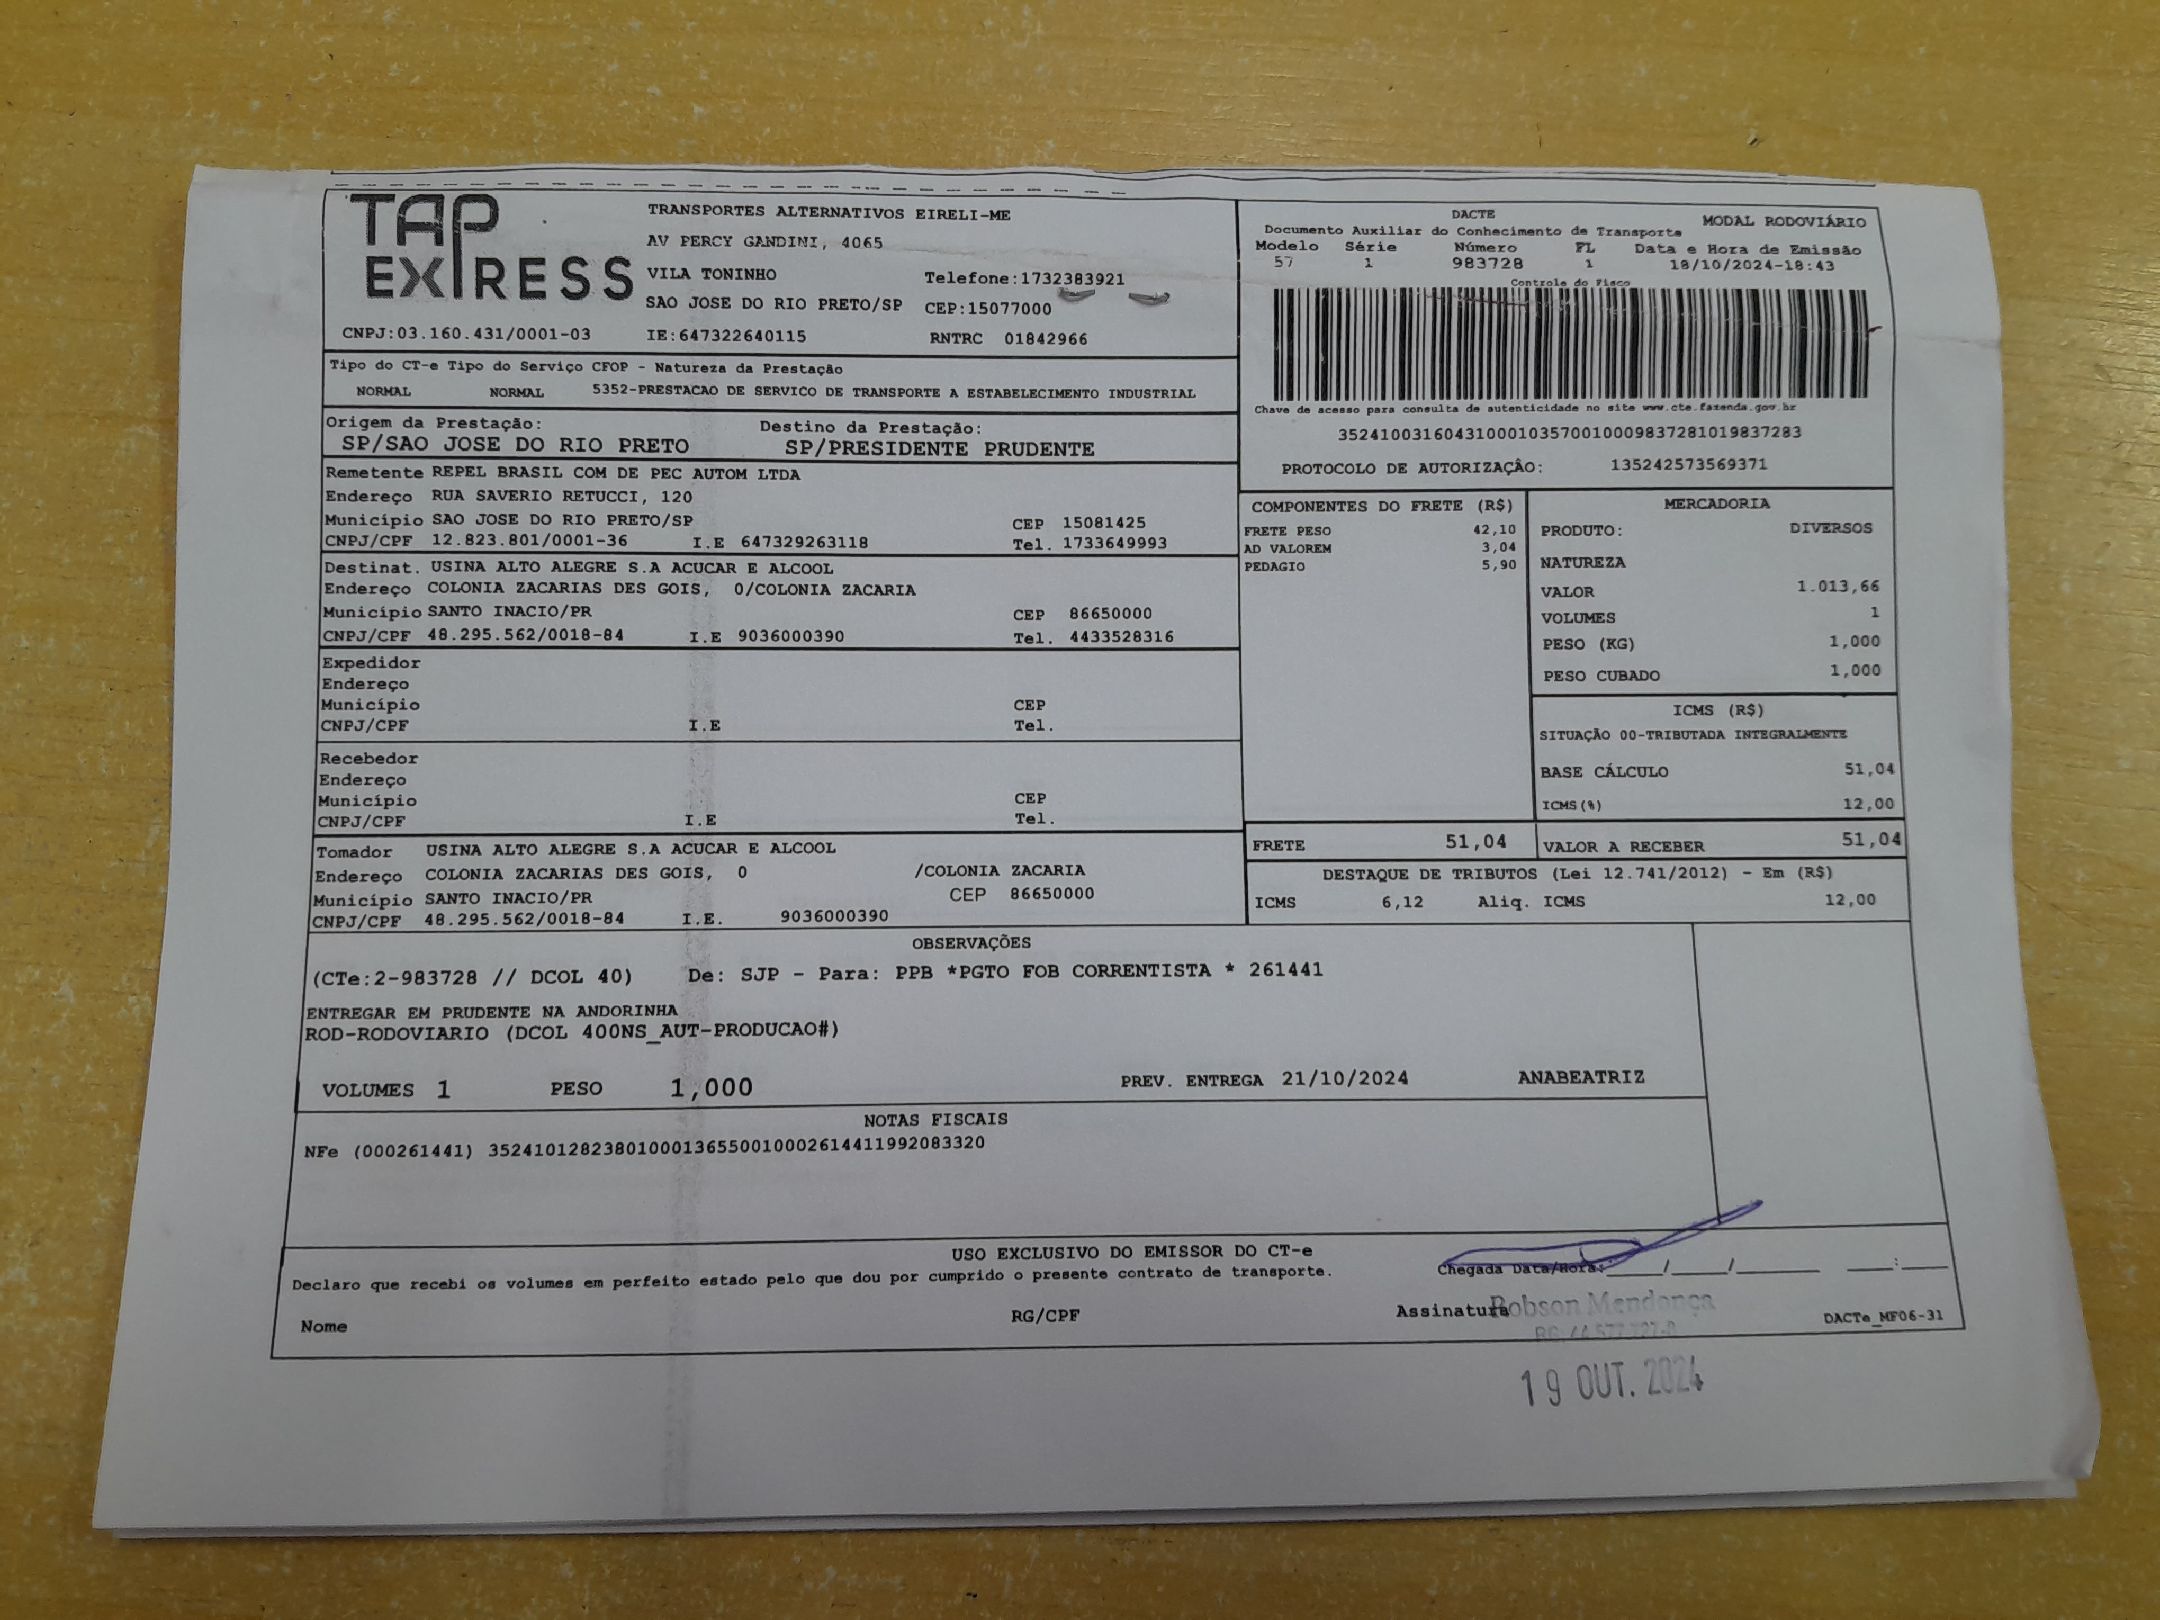 TAP EXPRESS
TRANSPORTES ALTERNATIVOS EIRELI-ME
AV PERCY GANDINI, 4065
VILA TONINHO Telefone:1732383921
SAO JOSE DO RIO PRETO/SP CEP:15077000
CNPJ:03.160.431/0001-03 IE:647322640115 RNTRC 01842966
DACTE MODAL RODOVIÁRIO
Documento Auxiliar do Conhecimento de Transporte
Modelo Série Número FL Data e Hora de Emissão
57 1 983728 1 18/10/2024-18:43
Controle do Fisco
Chave de acesso para consulta de autenticidade no site www.cte.fazenda.gov.br
35241003160431000103570010009837281019837283
PROTOCOLO DE AUTORIZAÇÃO: 135242573569371
Tipo do CT-e Tipo do Serviço CFOP - Natureza da Prestação
NORMAL NORMAL 5352-PRESTACAO DE SERVICO DE TRANSPORTE A ESTABELECIMENTO INDUSTRIAL
Origem da Prestação: Destino da Prestação:
SP/SAO JOSE DO RIO PRETO SP/PRESIDENTE PRUDENTE
Remetente REPEL BRASIL COM DE PEC AUTOM LTDA
Endereço RUA SAVERIO RETUCCI, 120
Município SAO JOSE DO RIO PRETO/SP CEP 15081425
CNPJ/CPF 12.823.801/0001-36 I.E 647329263118 Tel. 1733649993
Destinat. USINA ALTO ALEGRE S.A ACUCAR E ALCOOL
Endereço COLONIA ZACARIAS DES GOIS, 0/COLONIA ZACARIA
Município SANTO INACIO/PR CEP 86650000
CNPJ/CPF 48.295.562/0018-84 I.E 9036000390 Tel. 4433528316
Expedidor
Endereço
Município CEP
CNPJ/CPF I.E Tel.
Recebedor
Endereço
Município CEP
CNPJ/CPF I.E Tel.
Tomador USINA ALTO ALEGRE S.A ACUCAR E ALCOOL
Endereço COLONIA ZACARIAS DES GOIS, 0 /COLONIA ZACARIA
Município SANTO INACIO/PR CEP 86650000
CNPJ/CPF 48.295.562/0018-84 I.E. 9036000390
COMPONENTES DO FRETE (R$)
FRETE PESO 42,10
AD VALOREM 3,04
PEDAGIO 5,90
MERCADORIA
PRODUTO: DIVERSOS
NATUREZA
VALOR 1.013,66
VOLUMES 1
PESO (KG) 1,000
PESO CUBADO 1,000
ICMS (R$)
SITUAÇÃO 00-TRIBUTADA INTEGRALMENTE
BASE CÁLCULO 51,04
ICMS(%) 12,00
FRETE 51,04 VALOR A RECEBER 51,04
DESTAQUE DE TRIBUTOS (Lei 12.741/2012) - Em (R$)
ICMS 6,12 Aliq. ICMS 12,00
OBSERVAÇÕES
(CTe:2-983728 // DCOL 40) De: SJP - Para: PPB *PGTO FOB CORRENTISTA * 261441
ENTREGAR EM PRUDENTE NA ANDORINHA
ROD-RODOVIARIO (DCOL 400NS_AUT-PRODUCAO#)
VOLUMES 1 PESO 1,000 PREV. ENTREGA 21/10/2024 ANABEATRIZ
NOTAS FISCAIS
NFe (000261441) 35241012823801000136550010002614411992083320
USO EXCLUSIVO DO EMISSOR DO CT-e
Declaro que recebi os volumes em perfeito estado pelo que dou por cumprido o presente contrato de transporte.
Chegada Data/Hora: ____/____/______ ___:___
Nome RG/CPF Assinatura DACTe_MF06-31
Robson Mendonça
19 OUT. 2024